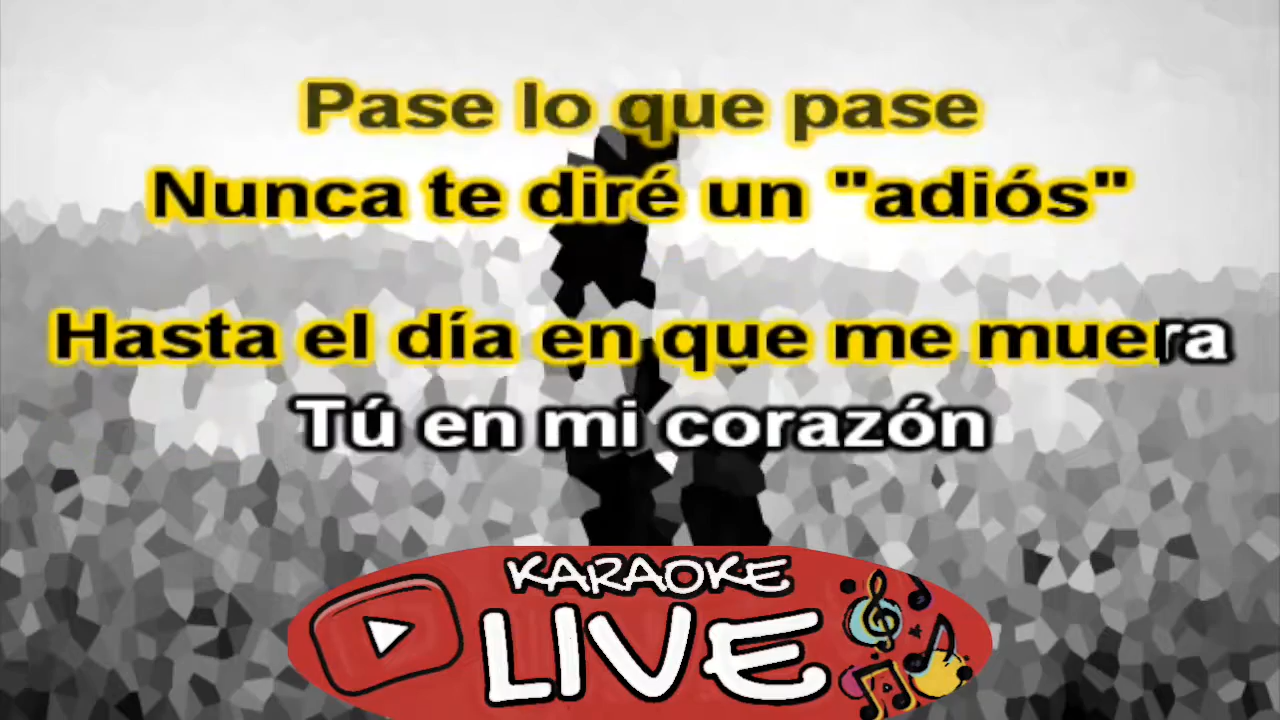 Pase lo que pase
Nunca te diré un "adiós"
Hasta el día en que me muera
Tú en mi corazón
KARAOKE
LIVE